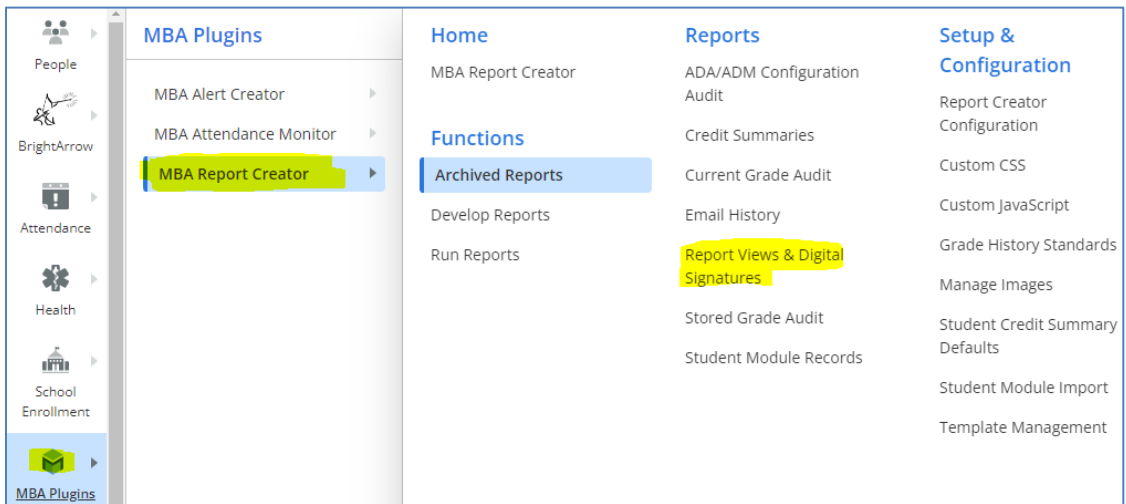 People
BrightArrow
Attendance
Health
School
Enrollment
MBA Plugins
MBA Plugins
MBA Alert Creator
MBA Attendance Monitor
MBA Report Creator
Home
MBA Report Creator
Functions
Archived Reports
Develop Reports
Run Reports
Reports
ADA/ADM Configuration
Audit
Credit Summaries
Current Grade Audit
Email History
Report Views & Digital
Signatures
Stored Grade Audit
Student Module Records
Setup &
Configuration
Report Creator
Configuration
Custom CSS
Custom JavaScript
Grade History Standards
Manage Images
Student Credit Summary
Defaults
Student Module Import
Template Management